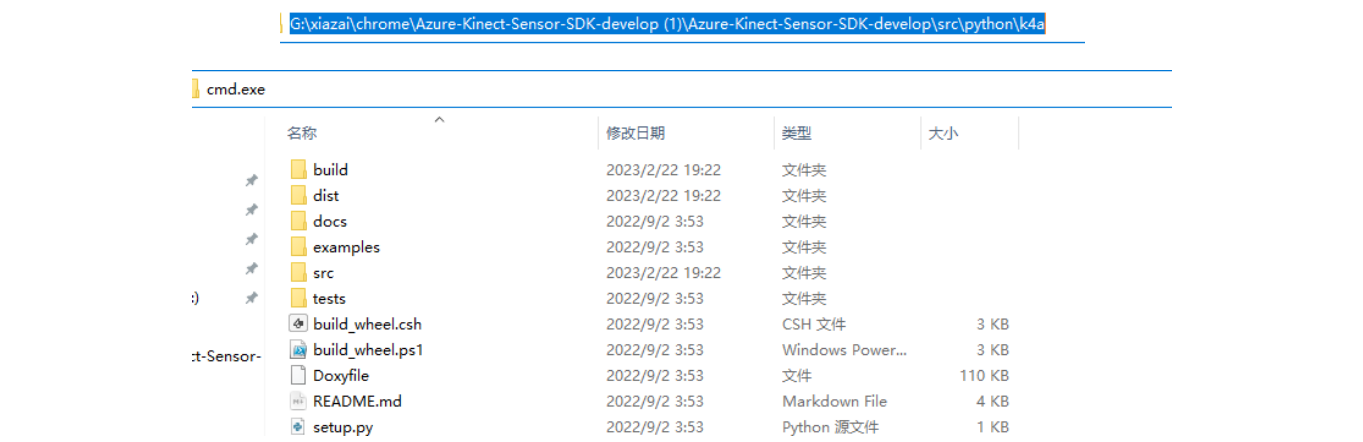 G:\xiazai\chrome\Azure-Kinect-Sensor-SDK-develop (1)\Azure-Kinect-Sensor-SDK-develop\src\python\k4a
cmd.exe
名称 修改日期 类型 大小
build 2023/2/22 19:22 文件夹
dist 2023/2/22 19:22 文件夹
docs 2022/9/2 3:53 文件夹
examples 2022/9/2 3:53 文件夹
src 2023/2/22 19:22 文件夹
:) tests 2022/9/2 3:53 文件夹
build_wheel.csh 2022/9/2 3:53 CSH 文件 3 KB
ct-Sensor- build_wheel.ps1 2022/9/2 3:53 Windows Power... 3 KB
Doxyfile 2022/9/2 3:53 文件 110 KB
README.md 2022/9/2 3:53 Markdown File 4 KB
setup.py 2022/9/2 3:53 Python 源文件 1 KB